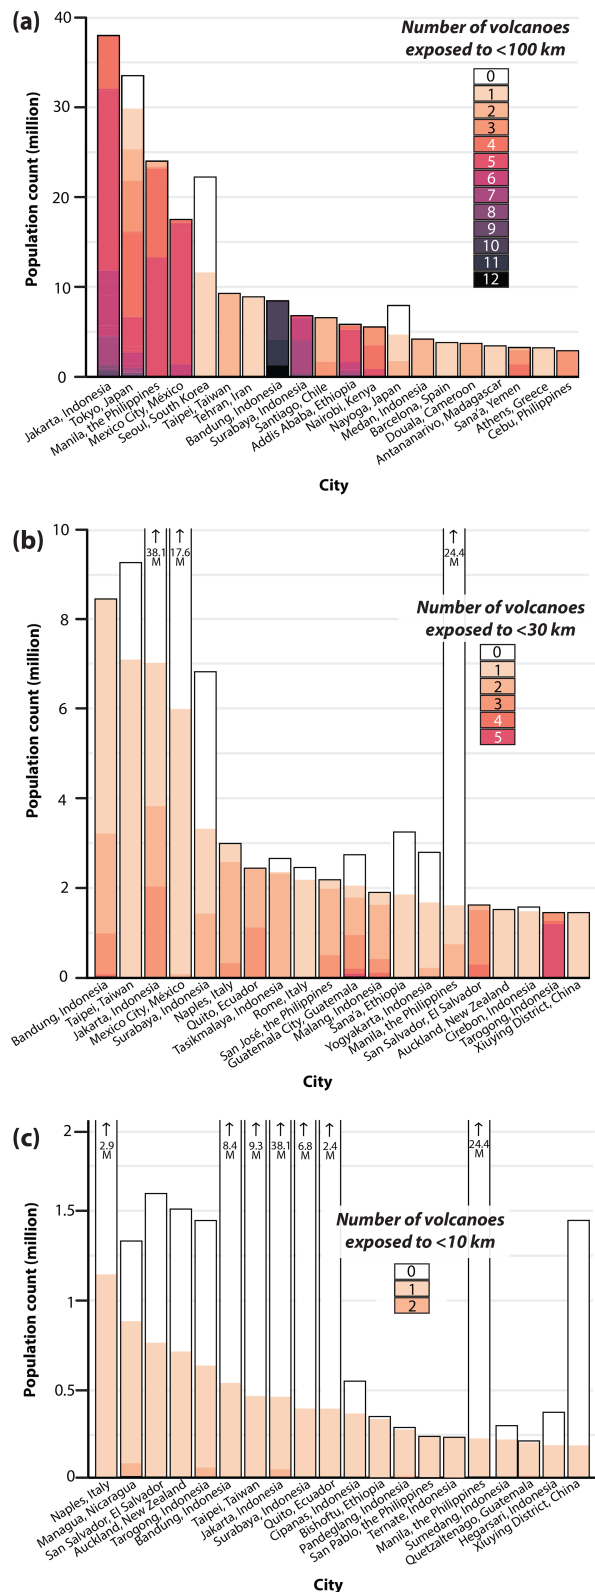 (a)
Number of volcanoes
exposed to <100 km
0
1
2
3
4
5
6
7
8
9
10
11
12
Population count (million)
40
30
20
10
0
Jakarta, Indonesia
Tokyo, Japan
Manila, the Philippines
Mexico City, México
Seoul, South Korea
Taipei, Taiwan
Tehran, Iran
Bandung, Indonesia
Surabaya, Indonesia
Santiago, Chile
Addis Ababa, Ethiopia
Nairobi, Kenya
Nayoga, Japan
Medan, Indonesia
Barcelona, Spain
Douala, Cameroon
Antananarivo, Madagascar
Sana'a, Yemen
Athens, Greece
Cebu, Philippines
City
(b)
Number of volcanoes
exposed to <30 km
0
1
2
3
4
5
Population count (million)
10
8
6
4
2
0
↑
38.1
M
↑
17.6
M
↑
24.4
M
Bandung, Indonesia
Taipei, Taiwan
Jakarta, Indonesia
Mexico City, México
Surabaya, Indonesia
Naples, Italy
Quito, Ecuador
Tasikmalaya, Indonesia
Rome, Italy
San José, the Philippines
Guatemala City, Guatemala
Malang, Indonesia
Sana'a, Ethiopia
Yogyakarta, Indonesia
Manila, the Philippines
San Salvador, El Salvador
Auckland, New Zealand
Cirebon, Indonesia
Tarogong, Indonesia
Xiuying District, China
City
(c)
Number of volcanoes
exposed to <10 km
0
1
2
Population count (million)
2
1.5
1
0.5
0
↑
2.9
M
↑
8.4
M
↑
9.3
M
↑
38.1
M
↑
6.8
M
↑
2.4
M
↑
24.4
M
Naples, Italy
Managua, Nicaragua
San Salvador, El Salvador
Auckland, New Zealand
Tarogong, Indonesia
Bandung, Indonesia
Taipei, Taiwan
Jakarta, Indonesia
Surabaya, Indonesia
Quito, Ecuador
Cipanas, Indonesia
Bishoftu, Ethiopia
Pandeglang, Indonesia
San Pablo, the Philippines
Ternate, Indonesia
Manila, the Philippines
Sumedang, Indonesia
Quetzaltenago, Guatemala
Hegarsari, Indonesia
Xiuying District, China
City